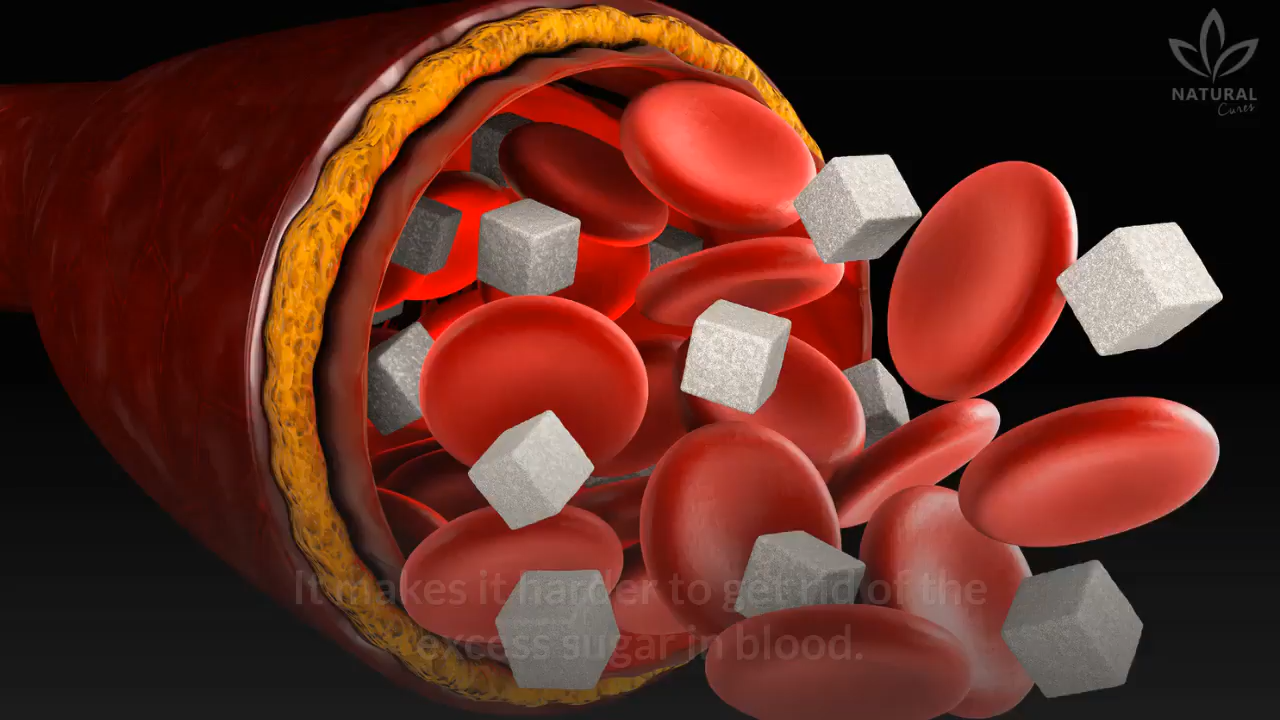 NATURAL
Cures
It makes it harder to get rid of the
excess sugar in blood.